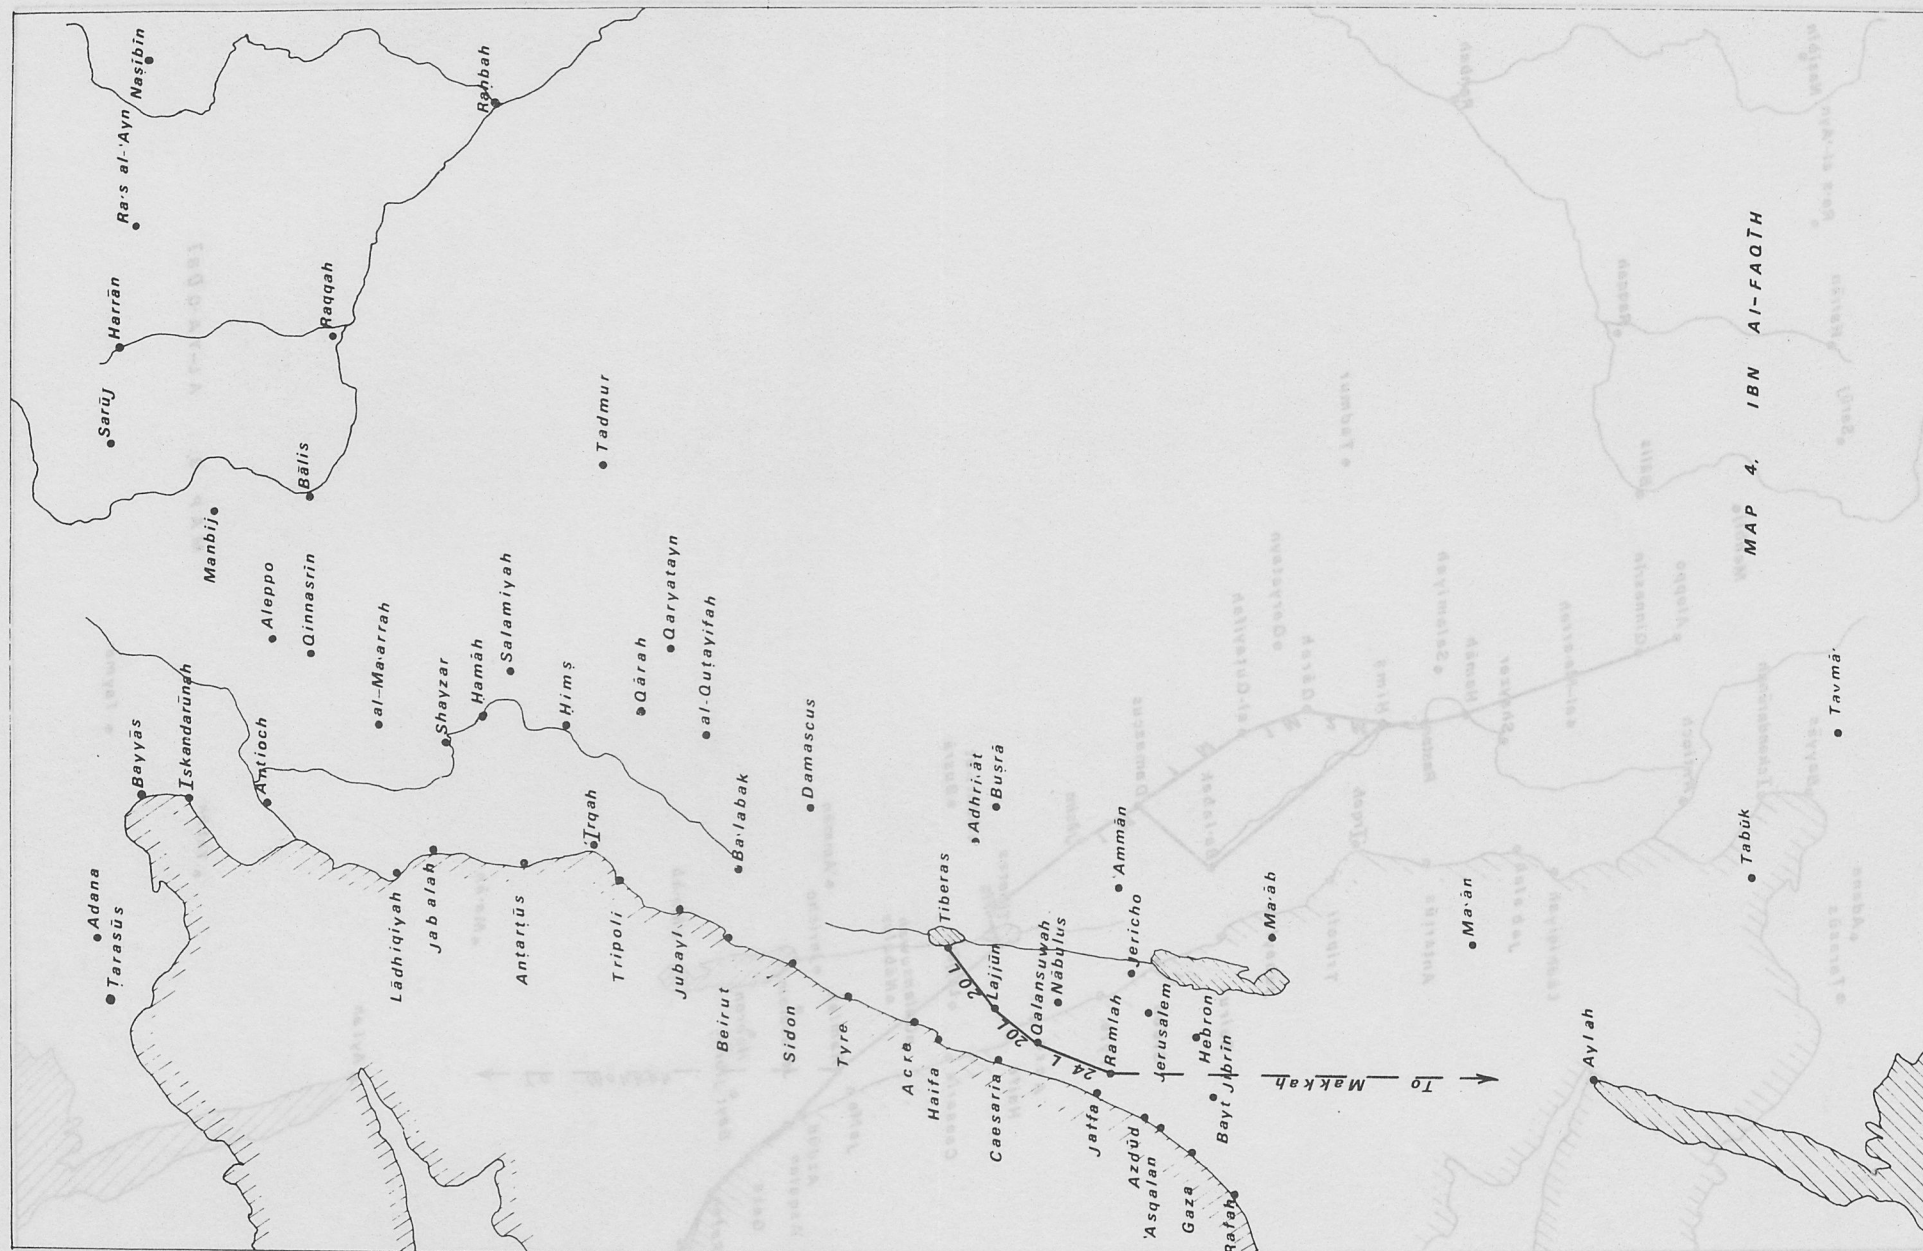 MAP 4. IBN Al-FAQĪH
Naṣibīn
Ra's al-'Ayn
Harrān
Sarūj
Raḥbah
Raqqah
Bālis
Manbij
Aleppo
Qinnasrin
al-Ma'arrah
Shayzar
Ḥamāh
Salamiyah
Ḥimṣ
Tadmur
Qārah
Qaryatayn
al-Quṭayifah
Bayyās
Iskandarūnah
Antioch
Adana
Ṭarasūs
Lādhiqiyah
Jabalah
Anṭarṭūs
'Irqah
Tripoli
Jubayl
Ba'labak
Damascus
Beirut
Sidon
Tyre
Acre
Haifa
Caesaria
Tiberas
20 L
Lajjūn
20 L
Qalansuwah
Nābulus
24 L
Ramlah
Adhri'āt
Buṣrā
'Ammān
Jericho
Jerusalem
Hebron
Bayt Jibrīn
Jaffa
Azdūd
'Asqalan
Gaza
Rafah
To Makkah
Ma'āb
Ma'ān
Aylah
Tabūk
Taymā'